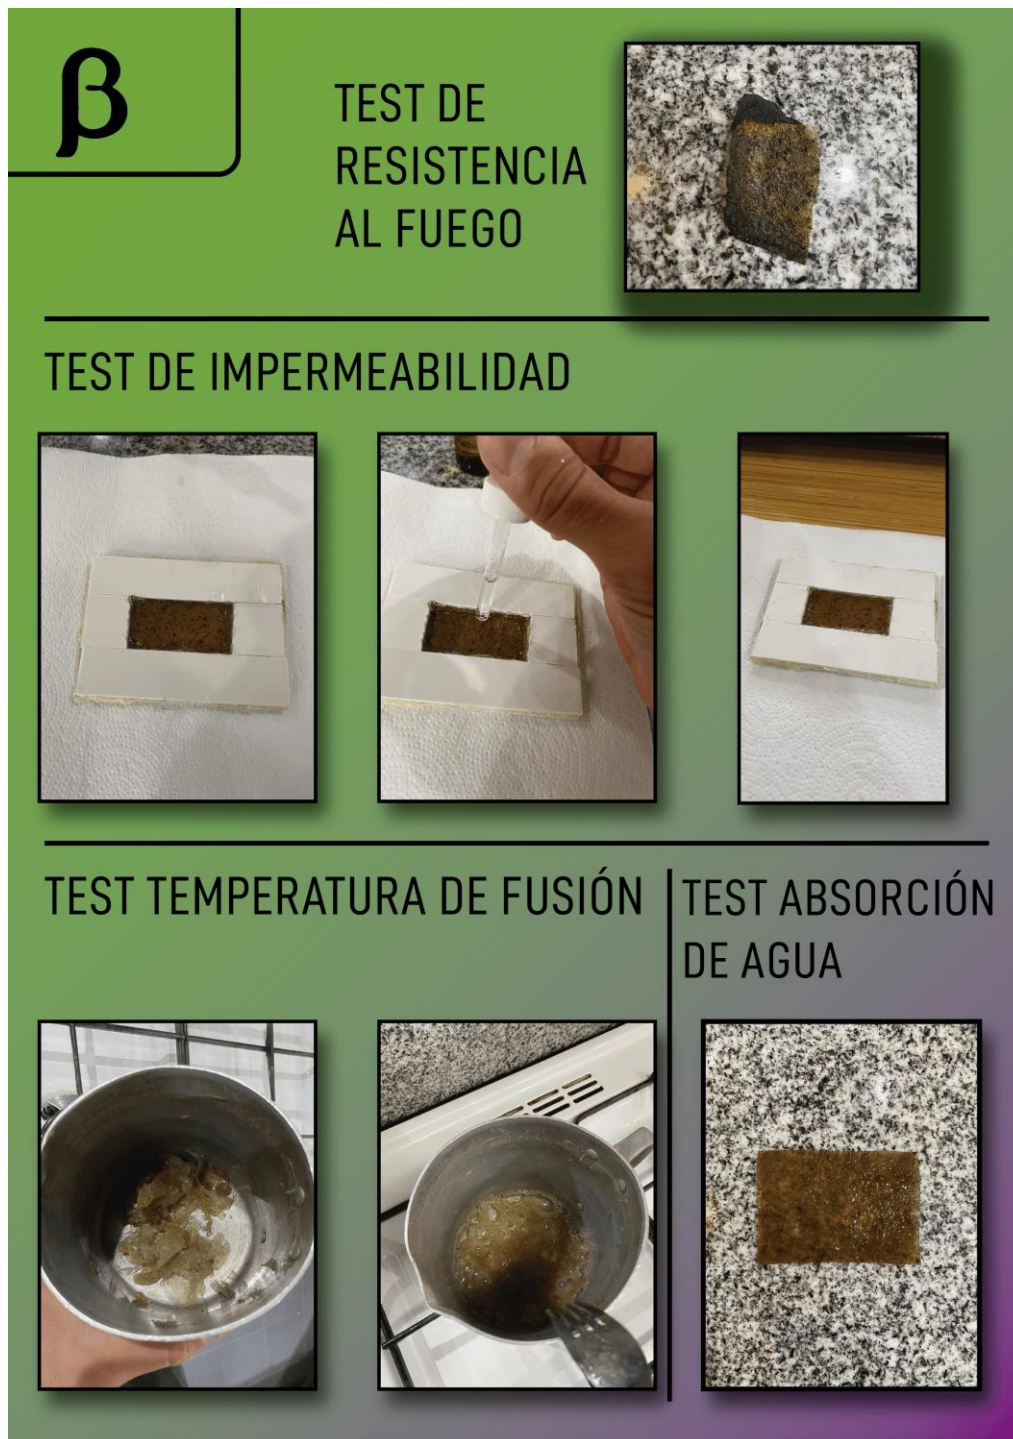 β
TEST DE
RESISTENCIA
AL FUEGO
TEST DE IMPERMEABILIDAD
TEST TEMPERATURA DE FUSIÓN
TEST ABSORCIÓN
DE AGUA